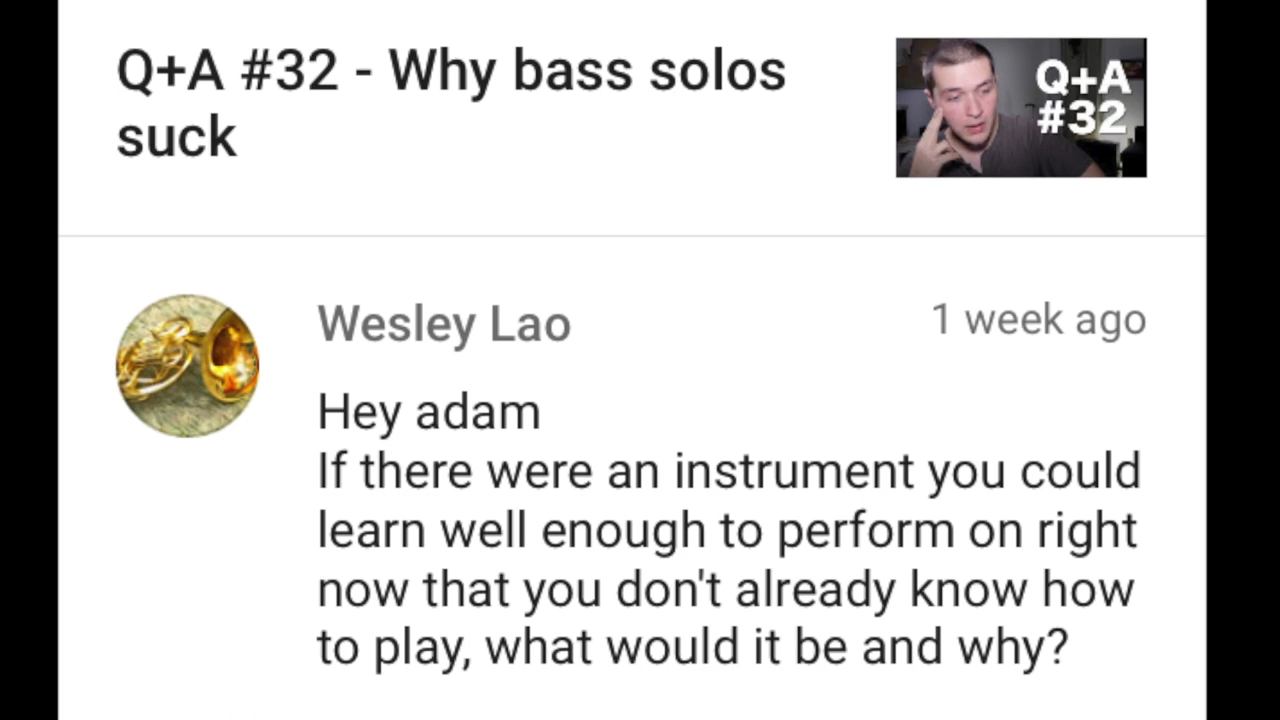 Q+A #32 - Why bass solos
suck
Q+A
#32
Wesley Lao
1 week ago
Hey adam
If there were an instrument you could
learn well enough to perform on right
now that you don't already know how
to play, what would it be and why?